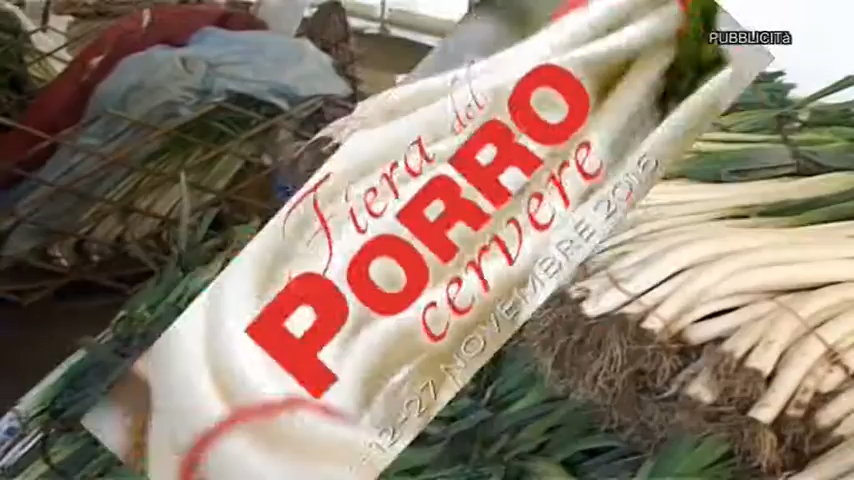 PUBBLICITà
Fiera del
PORRO
cervere
12-27 NOVEMBRE 2016